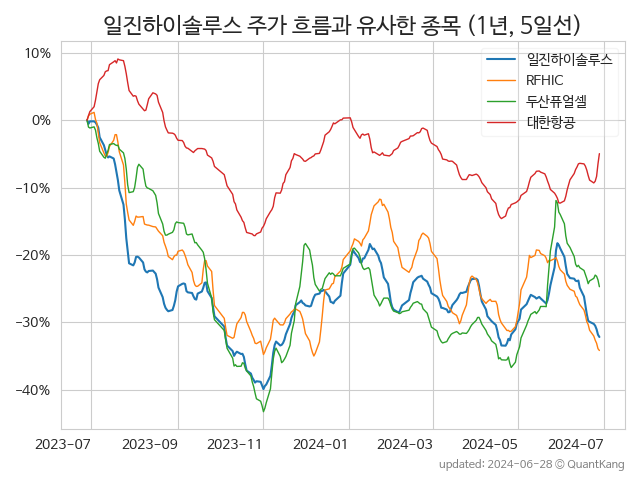 일진하이솔루스 주가 흐름과 유사한 종목 (1년, 5일선)
일진하이솔루스
RFHIC
두산퓨얼셀
대한항공
10%
0%
−10%
−20%
−30%
−40%
2023-07
2023-09
2023-11
2024-01
2024-03
2024-05
2024-07
updated: 2024-06-28 © QuantKang